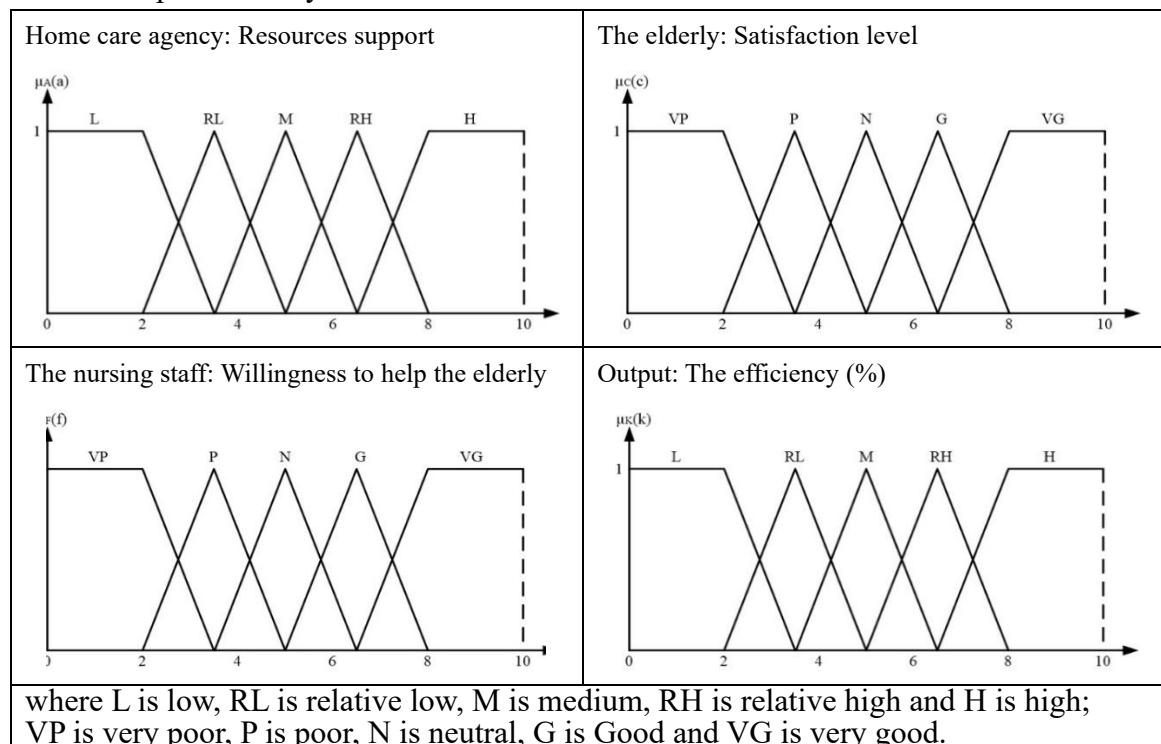 Home care agency: Resources support
μA(a)
L RL M RH H
1
0 2 4 6 8 10
The elderly: Satisfaction level
μC(c)
VP P N G VG
1
0 2 4 6 8 10
The nursing staff: Willingness to help the elderly
F(f)
VP P N G VG
2 4 6 8 10
Output: The efficiency (%)
μK(k)
L RL M RH H
1
0 2 4 6 8 10
where L is low, RL is relative low, M is medium, RH is relative high and H is high;
VP is very poor, P is poor, N is neutral, G is Good and VG is very good.